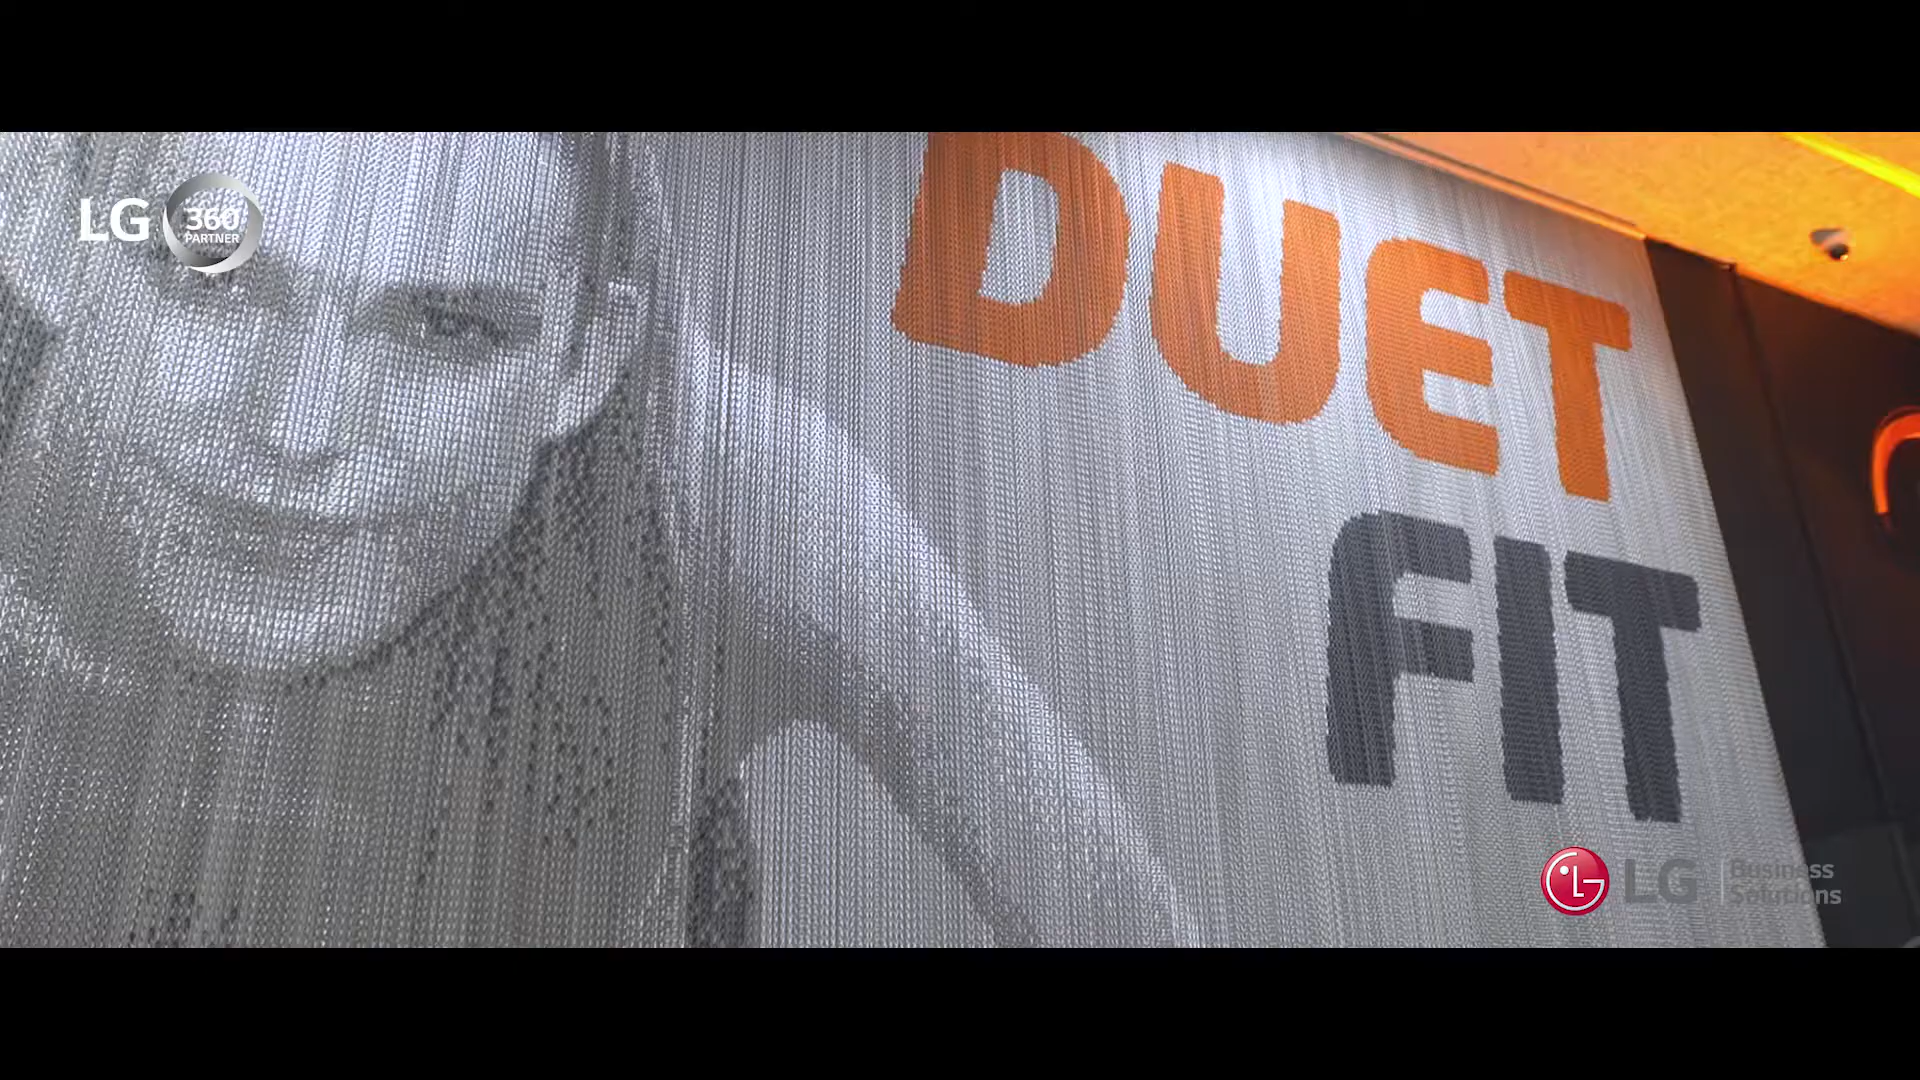 LG 360 PARTNER
DUET
FIT
LG Business
Solutions